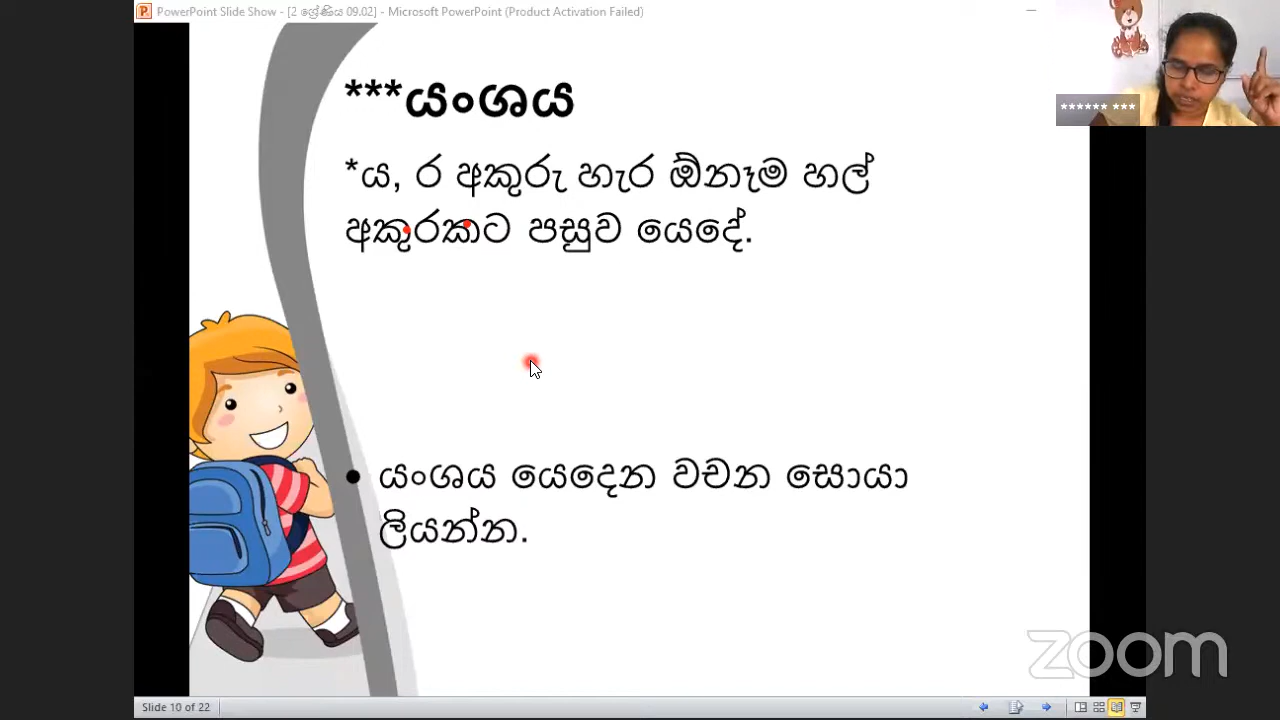 PowerPoint Slide Show - [2 ශ්‍රේණිය 09.02] - Microsoft PowerPoint (Product Activation Failed)
****** ***
***යංශය
*ය, ර අකුරු හැර ඕනෑම හල්
අකුරකට පසුව යෙදේ.
• යංශය යෙදෙන වචන සොයා
ලියන්න.
zoom
Slide 10 of 22